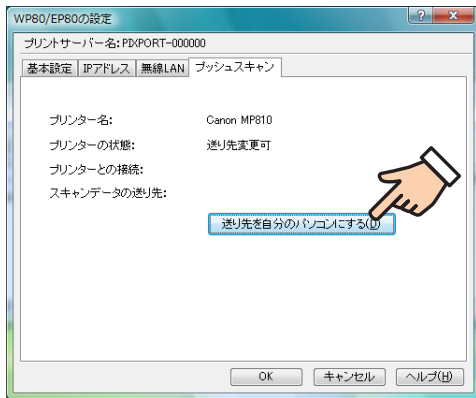 WP80/EP80の設定
プリントサーバー名:PIXPORT-000000
基本設定 IPアドレス 無線LAN プッシュスキャン
プリンター名: Canon MP810
プリンターの状態: 送り先変更可
プリンターとの接続:
スキャンデータの送り先:
送り先を自分のパソコンにする(D)
OK キャンセル ヘルプ(H)